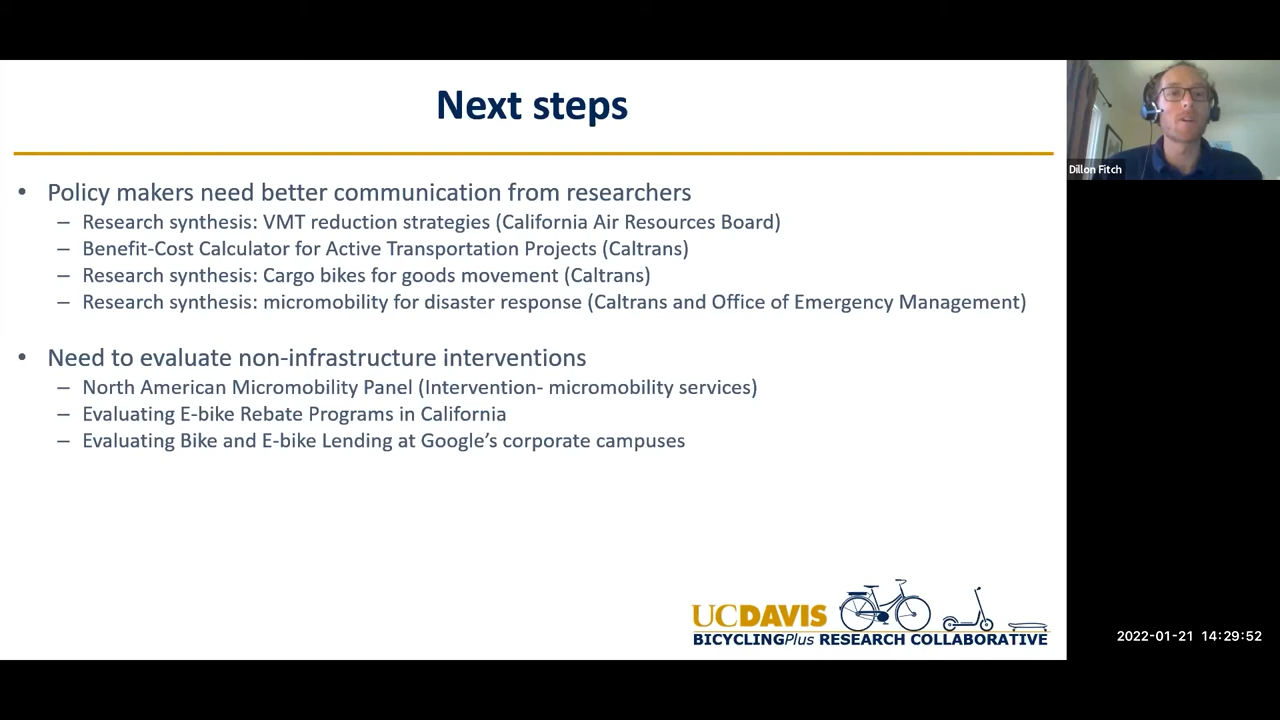 Next steps
• Policy makers need better communication from researchers
– Research synthesis: VMT reduction strategies (California Air Resources Board)
– Benefit-Cost Calculator for Active Transportation Projects (Caltrans)
– Research synthesis: Cargo bikes for goods movement (Caltrans)
– Research synthesis: micromobility for disaster response (Caltrans and Office of Emergency Management)
• Need to evaluate non-infrastructure interventions
– North American Micromobility Panel (Intervention- micromobility services)
– Evaluating E-bike Rebate Programs in California
– Evaluating Bike and E-bike Lending at Google’s corporate campuses
UCDAVIS
BICYCLINGPlus RESEARCH COLLABORATIVE
Dillon Fitch
2022-01-21 14:29:52